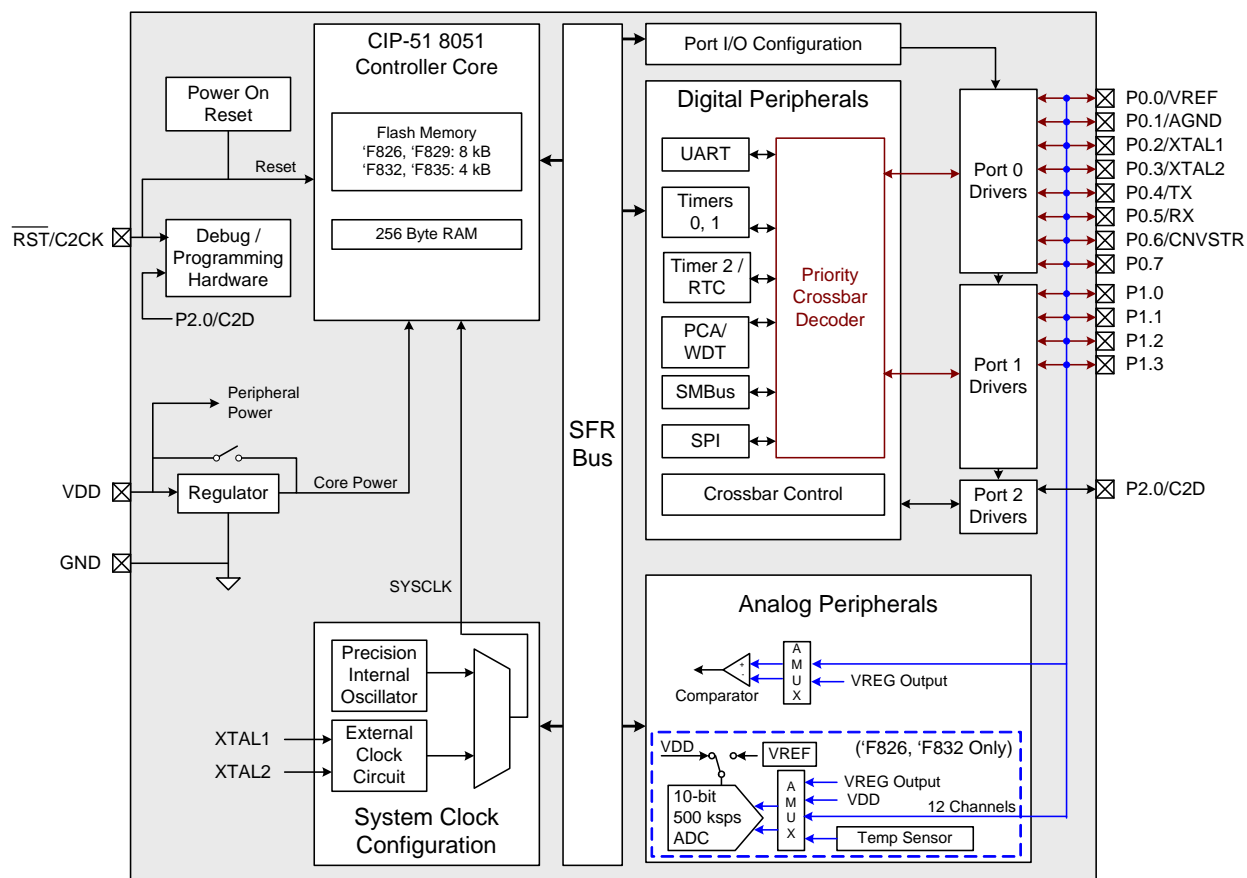 CIP-51 8051
Controller Core
Flash Memory
‘F826, ‘F829: 8 kB
‘F832, ‘F835: 4 kB
256 Byte RAM
Power On
Reset
Reset
RST/C2CK
Debug /
Programming
Hardware
P2.0/C2D
Peripheral
Power
VDD
Regulator
Core Power
GND
SYSCLK
Precision
Internal
Oscillator
XTAL1
XTAL2
External
Clock
Circuit
System Clock
Configuration
SFR
Bus
Port I/O Configuration
Digital Peripherals
UART
Timers
0, 1
Timer 2 /
RTC
PCA/
WDT
SMBus
SPI
Priority
Crossbar
Decoder
Crossbar Control
Port 0
Drivers
Port 1
Drivers
Port 2
Drivers
P0.0/VREF
P0.1/AGND
P0.2/XTAL1
P0.3/XTAL2
P0.4/TX
P0.5/RX
P0.6/CNVSTR
P0.7
P1.0
P1.1
P1.2
P1.3
P2.0/C2D
Analog Peripherals
+
-
Comparator
AMUX
VREG Output
VDD
VREF
(‘F826, ‘F832 Only)
10-bit
500 ksps
ADC
AMUX
VREG Output
VDD
12 Channels
Temp Sensor